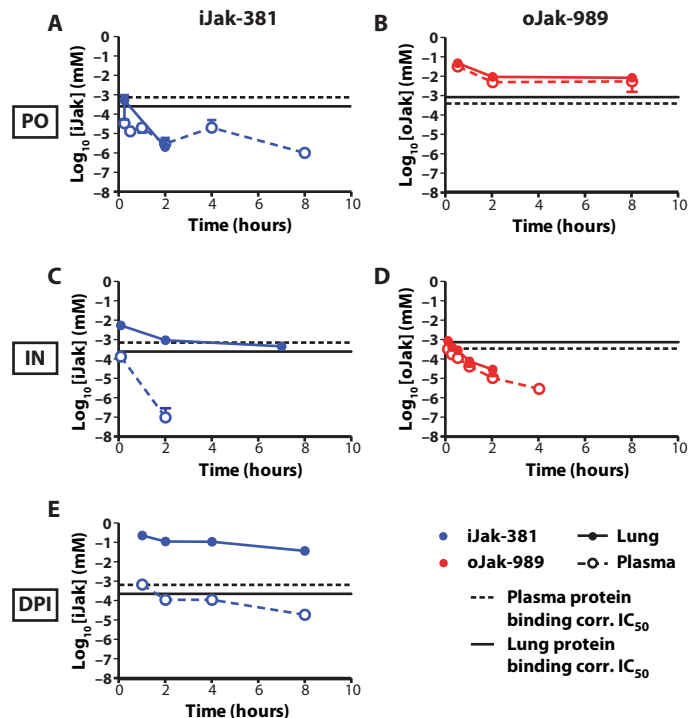 iJak-381
A
B
PO
Log10 [iJak] (mM)
0
–1
–2
–3
–4
–5
–6
–7
–8
0 2 4 6 8 10
Time (hours)
Log10 [oJak] (mM)
0
–1
–2
–3
–4
–5
–6
–7
–8
0 2 4 6 8 10
Time (hours)
oJak-989
C
D
IN
Log10 [iJak] (mM)
0
–1
–2
–3
–4
–5
–6
–7
–8
0 2 4 6 8 10
Time (hours)
Log10 [oJak] (mM)
0
–1
–2
–3
–4
–5
–6
–7
–8
0 2 4 6 8 10
Time (hours)
E
DPI
Log10 [iJak] (mM)
0
–1
–2
–3
–4
–5
–6
–7
–8
0 2 4 6 8 10
Time (hours)
iJak-381
Lung
oJak-989
Plasma
Plasma protein
binding corr. IC50
Lung protein
binding corr. IC50